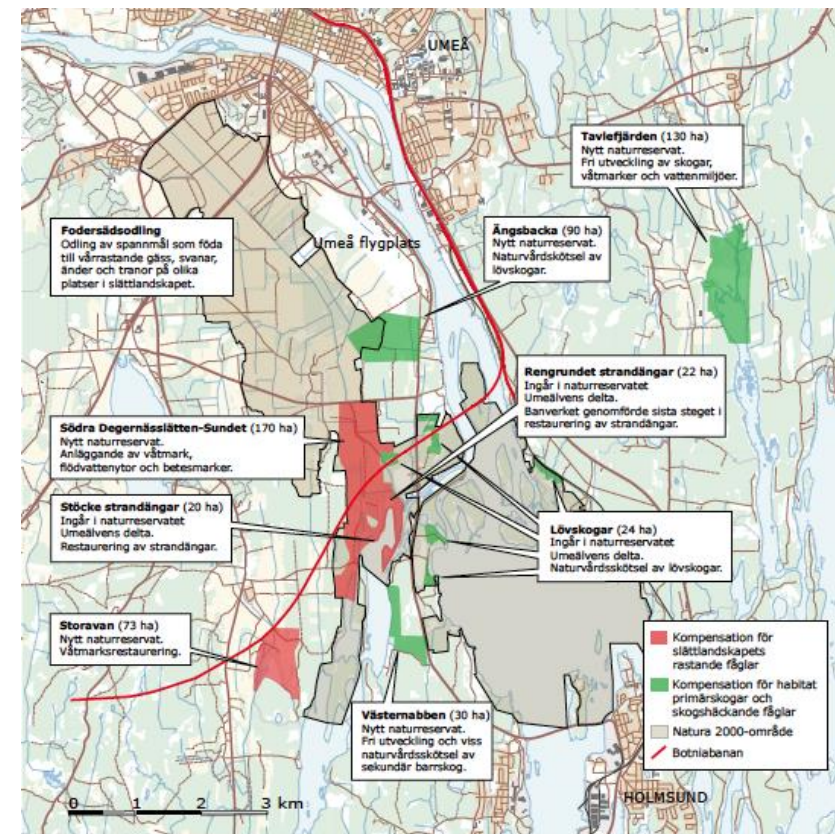 UMEÅ
Tavlefjärden (130 ha)
Nytt naturreservat.
Fri utveckling av skogar,
våtmarker och vattenmiljöer.
Fodersädsodling
Odling av spannmål som föda
till vårrastande gäss, svanar,
änder och tranor på olika
platser i slättlandskapet.
Umeå flygplats
Ängsbacka (90 ha)
Nytt naturreservat.
Naturvårdskötsel av
lövskogar.
Rengrundet strandängar (22 ha)
Ingår i naturreservatet
Umeälvens delta.
Banverket genomförde sista steget i
restaurering av strandängar.
Södra Degernässlätten-Sundet (170 ha)
Nytt naturreservat.
Anläggande av våtmark,
flödvattenytor och betesmarker.
Stöcke strandängar (20 ha)
Ingår i naturreservatet
Umeälvens delta.
Restaurering av strandängar.
Lövskogar (24 ha)
Ingår i naturreservatet
Umeälvens delta.
Naturvårdsskötsel av lövskogar.
Storavan (73 ha)
Nytt naturreservat.
Våtmarksrestaurering.
Västernabben (30 ha)
Nytt naturreservat.
Fri utveckling och viss
naturvårdsskötsel av
sekundär barrskog.
Kompensation för
slättlandskapets
rastande fåglar
Kompensation för habitat
primärskogar och
skogshäckande fåglar
Natura 2000-område
Botniabanan
0 1 2 3 km
HOLMSUND